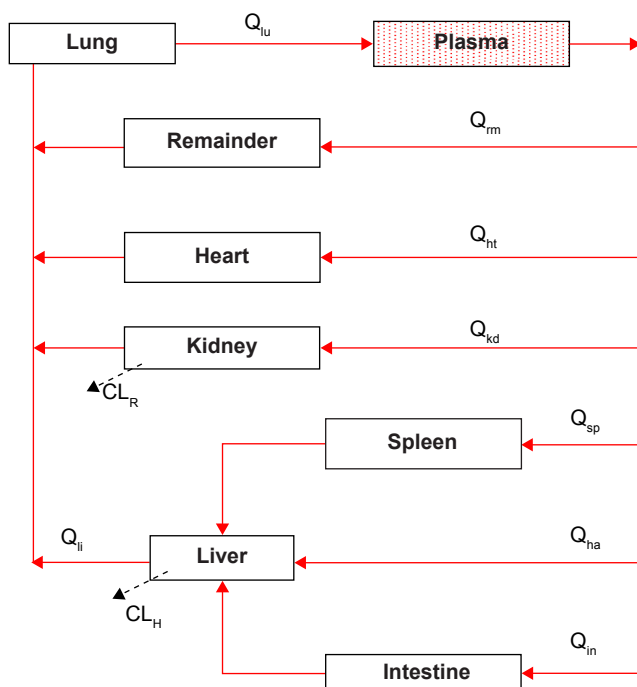 Q_lu
Lung
Plasma
Q_rm
Remainder
Q_ht
Heart
Q_kd
Kidney
CL_R
Q_sp
Spleen
Q_li
Q_ha
Liver
CL_H
Q_in
Intestine